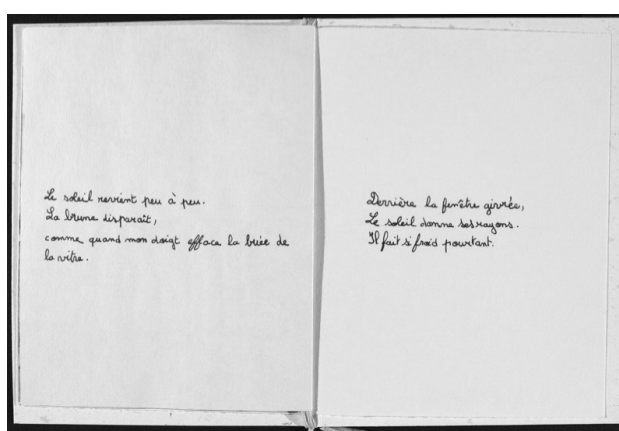 Le soleil revient peu à peu.
La brume disparaît,
comme quand mon doigt efface la buée de
la vitre.
Derrière la fenêtre givrée,
Le soleil donne ses rayons.
Il fait si froid pourtant.